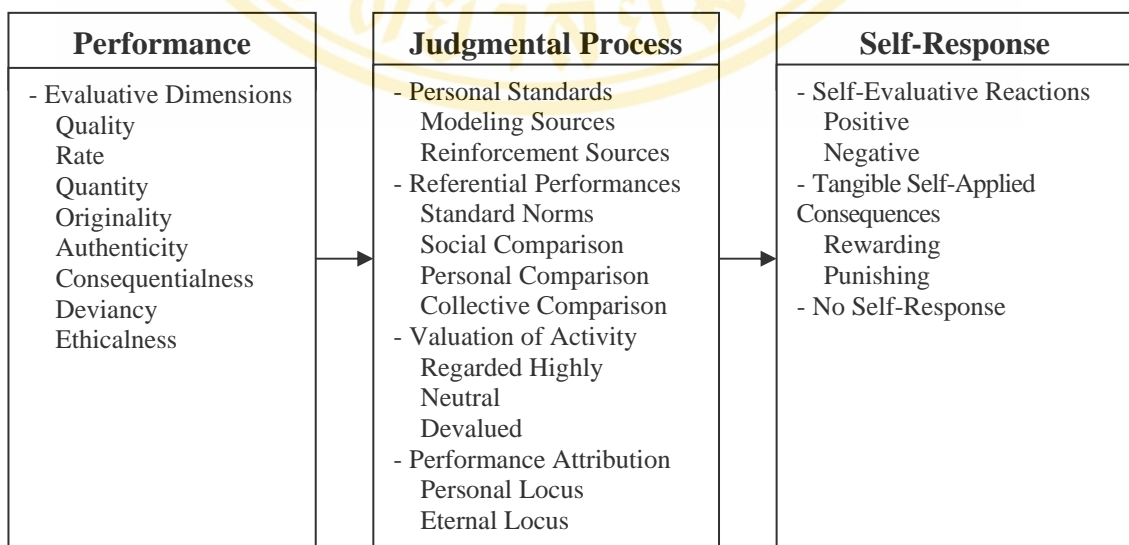 Performance
- Evaluative Dimensions
Quality
Rate
Quantity
Originality
Authenticity
Consequentialness
Deviancy
Ethicalness
Judgmental Process
- Personal Standards
Modeling Sources
Reinforcement Sources
- Referential Performances
Standard Norms
Social Comparison
Personal Comparison
Collective Comparison
- Valuation of Activity
Regarded Highly
Neutral
Devalued
- Performance Attribution
Personal Locus
Eternal Locus
Self-Response
- Self-Evaluative Reactions
Positive
Negative
- Tangible Self-Applied
Consequences
Rewarding
Punishing
- No Self-Response